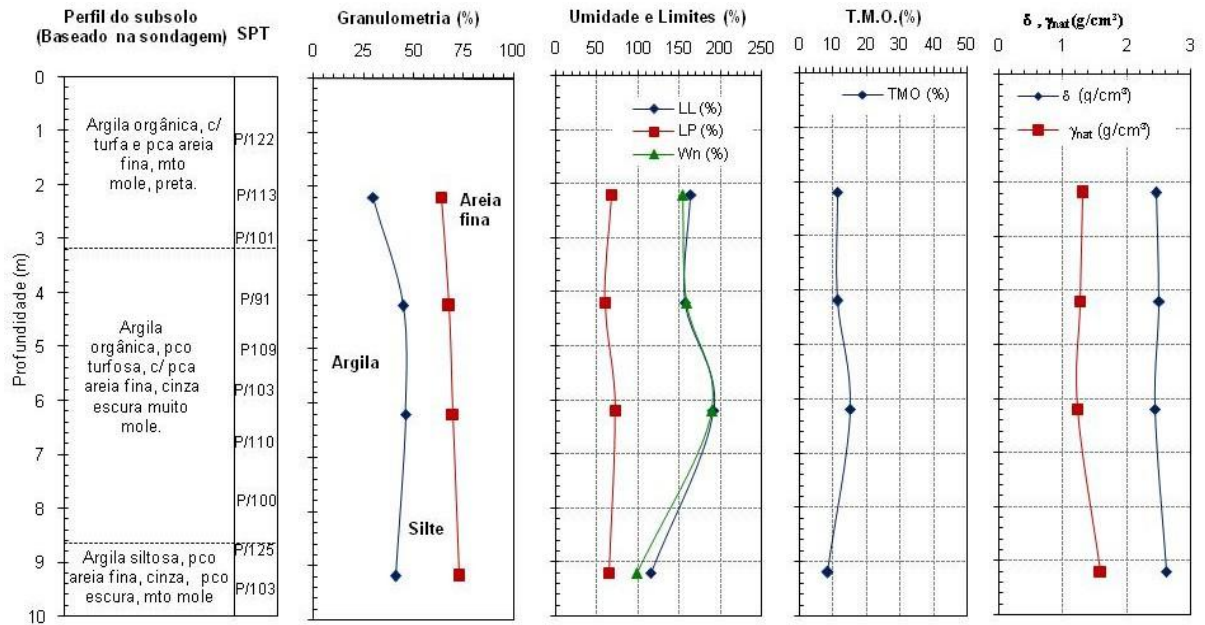 Perfil do subsolo
(Baseado na sondagem)
SPT
Granulometria (%)
Umidade e Limites (%)
T.M.O.(%)
δ , γnat(g/cm³)
0 25 50 75 100
0 50 100 150 200 250
0 10 20 30 40 50
0 1 2 3
Profundidade (m)
0
1
2
3
4
5
6
7
8
9
10
Argila orgânica, c/
turfa e pca areia
fina, mto
mole, preta.
Argila
orgânica, pco
turfosa, c/ pca
areia fina, cinza
escura muito
mole.
Argila siltosa, pco
areia fina, cinza, pco
escura, mto mole
P/122
P/113
P/101
P/91
P/109
P/103
P/110
P/100
P/125
P/103
Areia
fina
Argila
Silte
LL (%)
LP (%)
Wn (%)
TMO (%)
δ (g/cm³)
γnat (g/cm³)